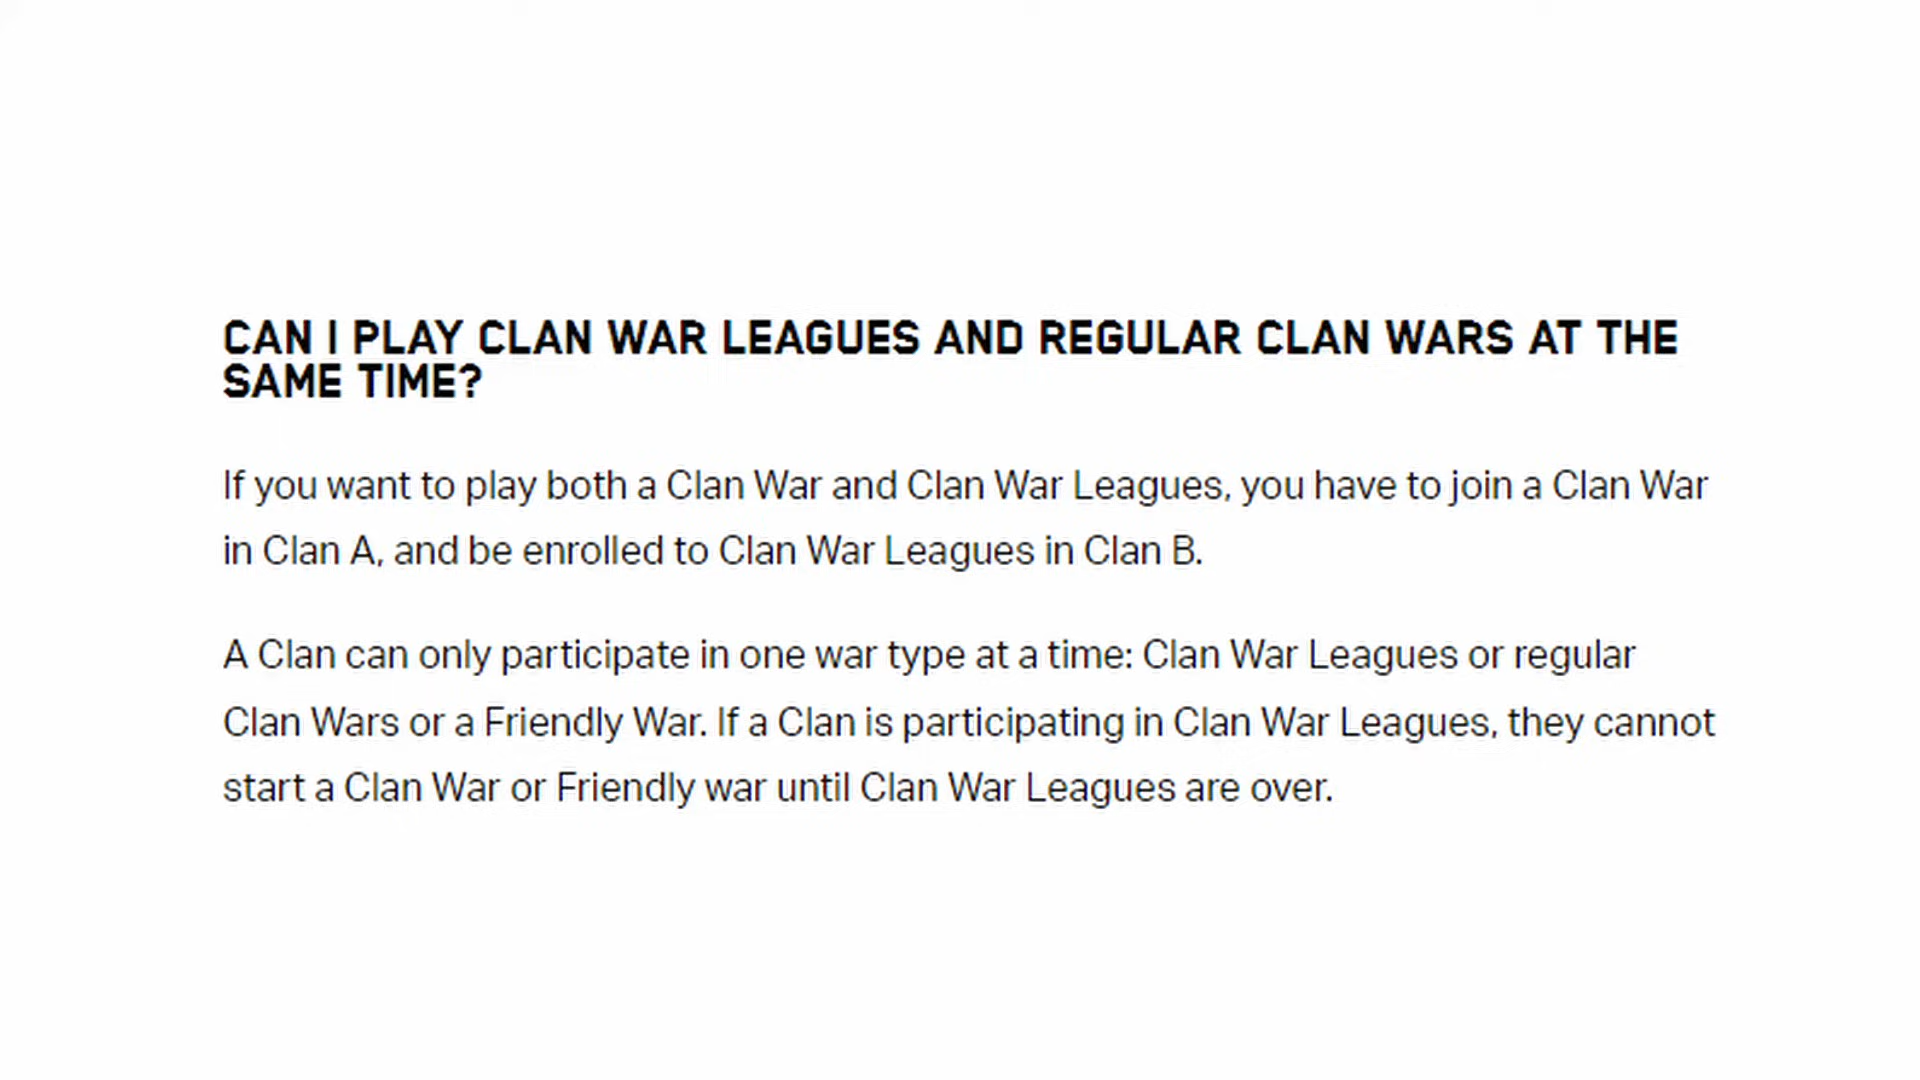 CAN I PLAY CLAN WAR LEAGUES AND REGULAR CLAN WARS AT THE
SAME TIME?
If you want to play both a Clan War and Clan War Leagues, you have to join a Clan War
in Clan A, and be enrolled to Clan War Leagues in Clan B.
A Clan can only participate in one war type at a time: Clan War Leagues or regular
Clan Wars or a Friendly War. If a Clan is participating in Clan War Leagues, they cannot
start a Clan War or Friendly war until Clan War Leagues are over.